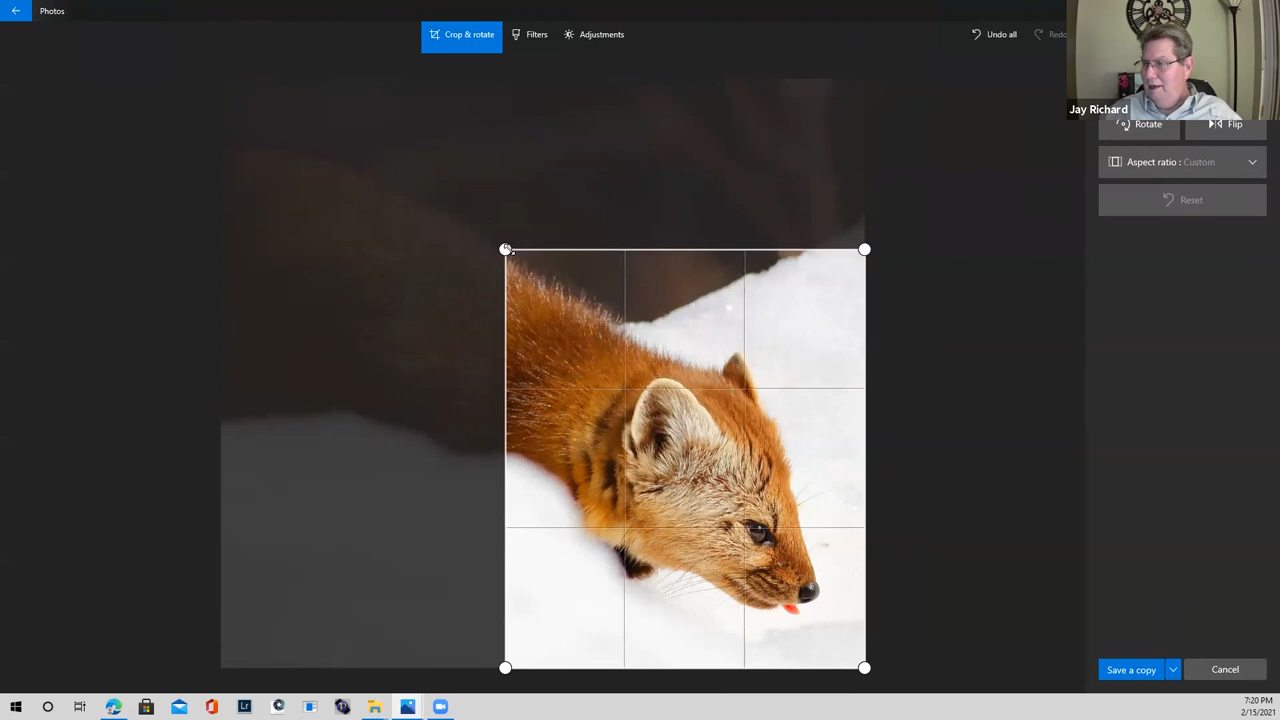 Photos
Crop & rotate
Filters
Adjustments
Undo all
Redo
Jay Richard
Rotate
Flip
Aspect ratio : Custom
Reset
Save a copy
Cancel
Lr
7:20 PM
2/15/2021